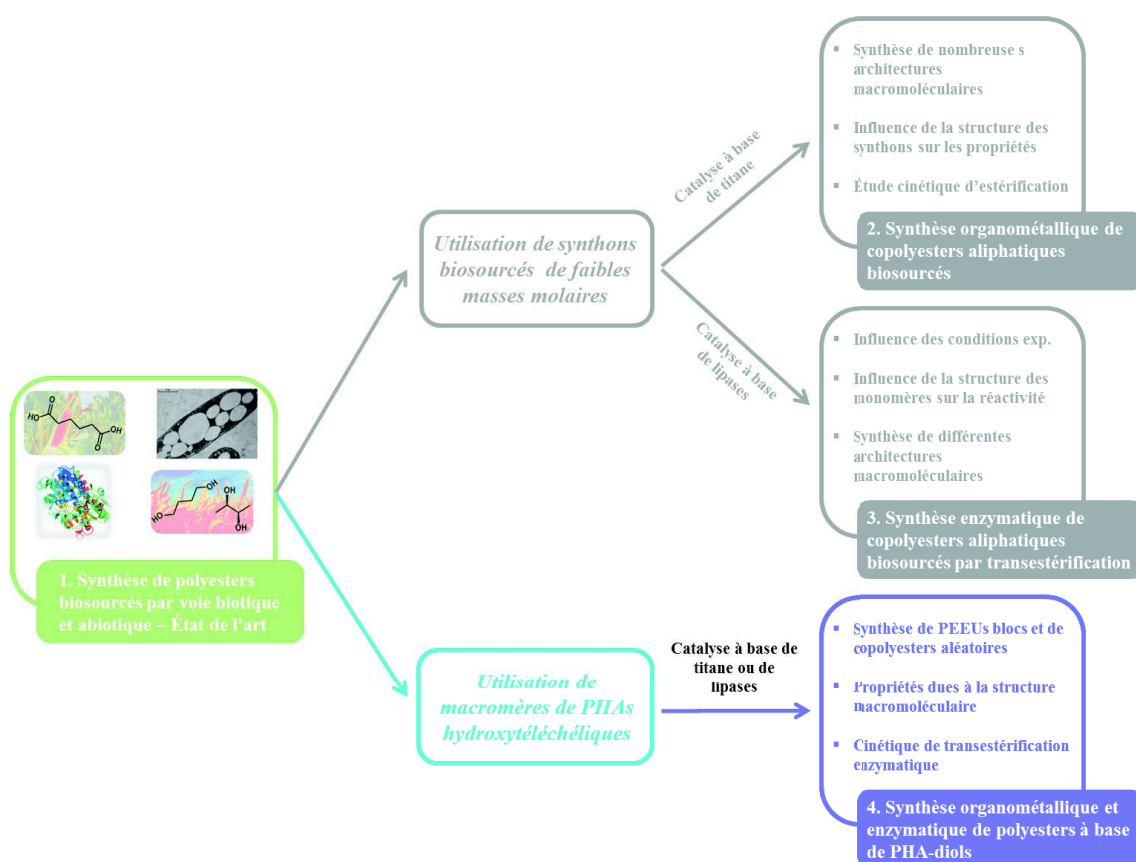 HO
O
O
OH
HO
OH
OH
OH
1. Synthèse de polyesters
biosourcés par voie biotique
et abiotique – État de l'art
Utilisation de synthons
biosourcés de faibles
masses molaires
Catalyse à base
de titane
Catalyse à base
de lipases
▪ Synthèse de nombreuse s
architectures
macromoléculaires
▪ Influence de la structure des
synthons sur les propriétés
▪ Étude cinétique d'estérification
2. Synthèse organométallique de
copolyesters aliphatiques
biosourcés
▪ Influence des conditions exp.
▪ Influence de la structure des
monomères sur la réactivité
▪ Synthèse de différentes
architectures
macromoléculaires
3. Synthèse enzymatique de
copolyesters aliphatiques
biosourcés par transestérification
Utilisation de
macromères de PHAs
hydroxytéléchéliques
Catalyse à base de
titane ou de
lipases
▪ Synthèse de PEEUs blocs et de
copolyesters aléatoires
▪ Propriétés dues à la structure
macromoléculaire
▪ Cinétique de transestérification
enzymatique
4. Synthèse organométallique et
enzymatique de polyesters à base
de PHA-diols